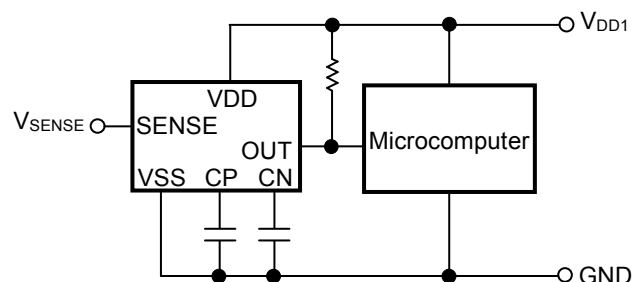 VDD1
VDD
VSENSE
SENSE
OUT
Microcomputer
VSS CP CN
GND